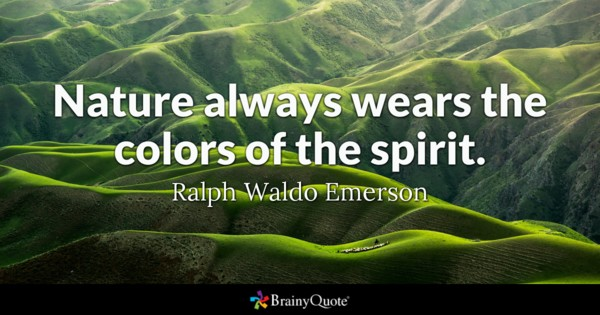 Nature always wears the
colors of the spirit.
Ralph Waldo Emerson
BrainyQuote®